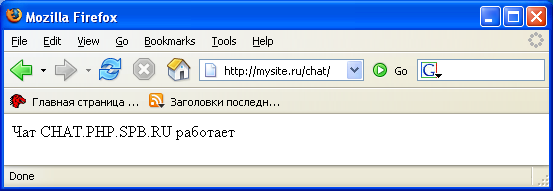 Mozilla Firefox
File Edit View Go Bookmarks Tools Help
http://mysite.ru/chat/ Go G
Главная страница ... Заголовки последн...
Чат CHAT.PHP.SPB.RU работает
Done